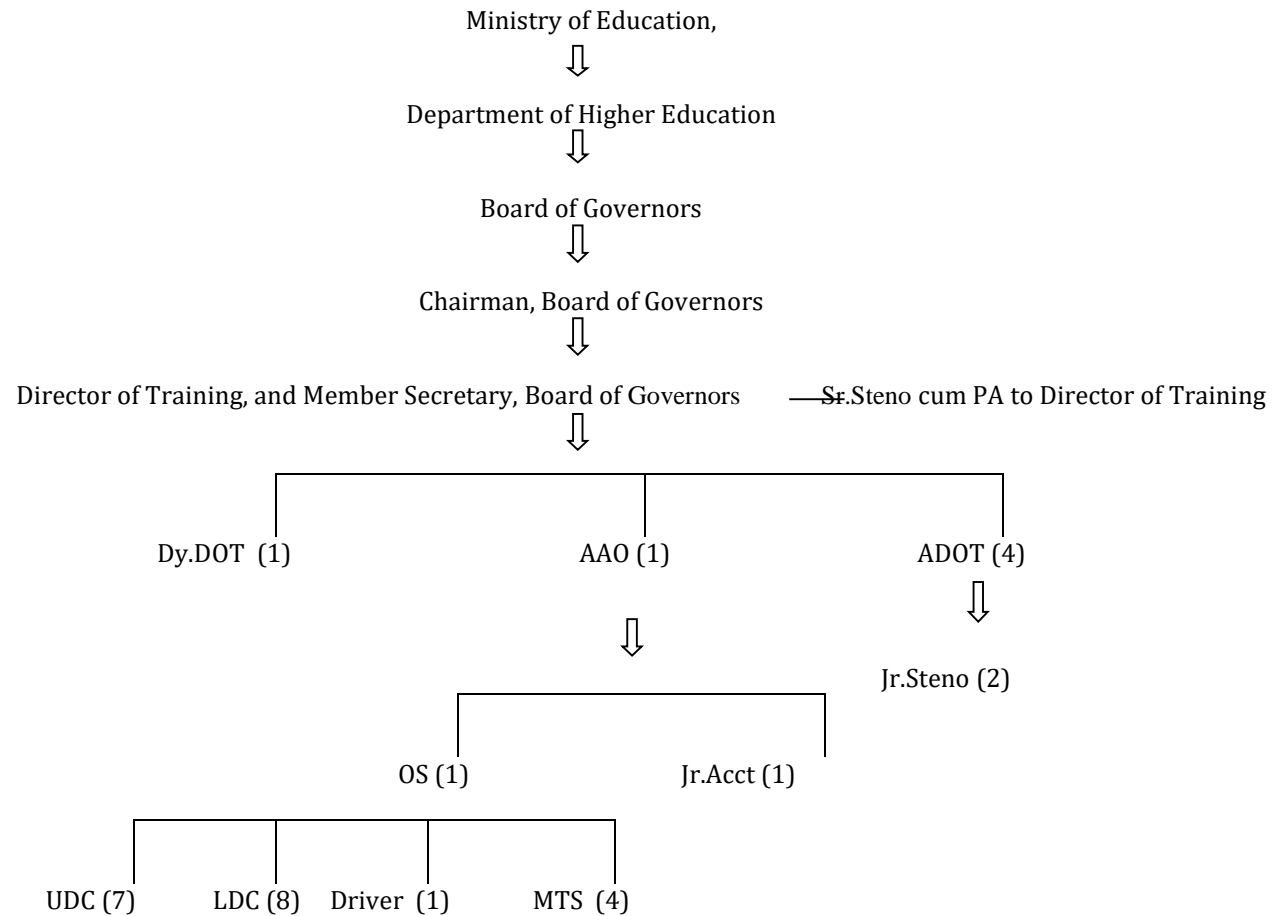 Ministry of Education,
Department of Higher Education
Board of Governors
Chairman, Board of Governors
Director of Training, and Member Secretary, Board of Governors Sr.Steno cum PA to Director of Training
Dy.DOT (1) AAO (1) ADOT (4)
Jr.Steno (2)
OS (1) Jr.Acct (1)
UDC (7) LDC (8) Driver (1) MTS (4)